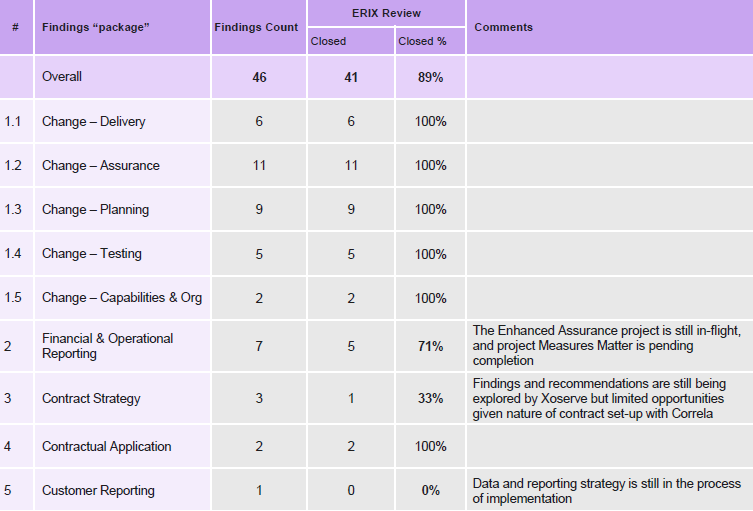 # Findings “package” Findings Count ERIX Review Comments
Closed Closed %
Overall 46 41 89%
1.1 Change – Delivery 6 6 100%
1.2 Change – Assurance 11 11 100%
1.3 Change – Planning 9 9 100%
1.4 Change – Testing 5 5 100%
1.5 Change – Capabilities & Org 2 2 100%
2 Financial & Operational
Reporting 7 5 71% The Enhanced Assurance project is still in-flight,
and project Measures Matter is pending
completion
3 Contract Strategy 3 1 33% Findings and recommendations are still being
explored by Xoserve but limited opportunities
given nature of contract set-up with Correla
4 Contractual Application 2 2 100%
5 Customer Reporting 1 0 0% Data and reporting strategy is still in the process
of implementation